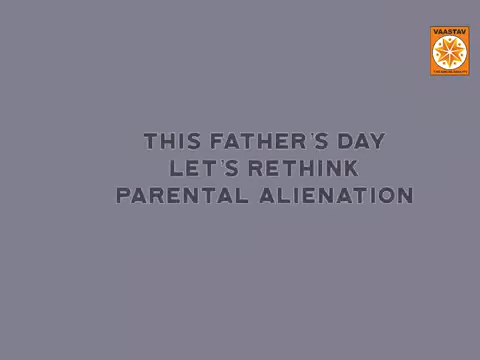 VAASTAV
THIS FATHER'S DAY
LET'S RETHINK
PARENTAL ALIENATION